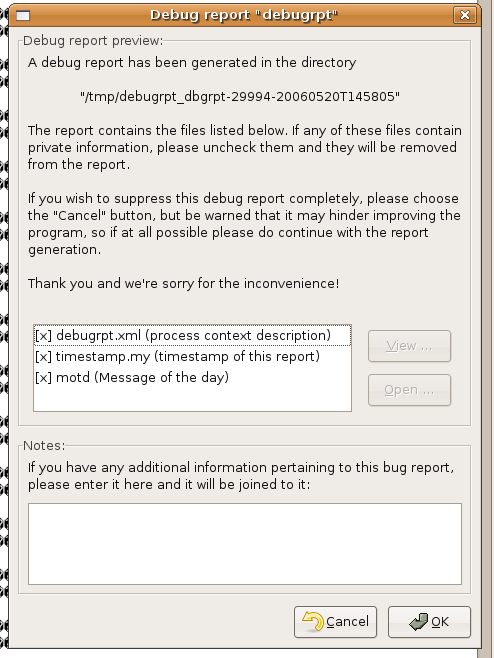 Debug report "debugrpt"
Debug report preview:
A debug report has been generated in the directory
"/tmp/debugrpt_dbgrpt-29994-20060520T145805"
The report contains the files listed below. If any of these files contain
private information, please uncheck them and they will be removed
from the report.
If you wish to suppress this debug report completely, please choose
the "Cancel" button, but be warned that it may hinder improving the
program, so if at all possible please do continue with the report
generation.
Thank you and we're sorry for the inconvenience!
[x] debugrpt.xml (process context description)
[x] timestamp.my (timestamp of this report)
[x] motd (Message of the day)
View ...
Open ...
Notes:
If you have any additional information pertaining to this bug report,
please enter it here and it will be joined to it:
Cancel
OK